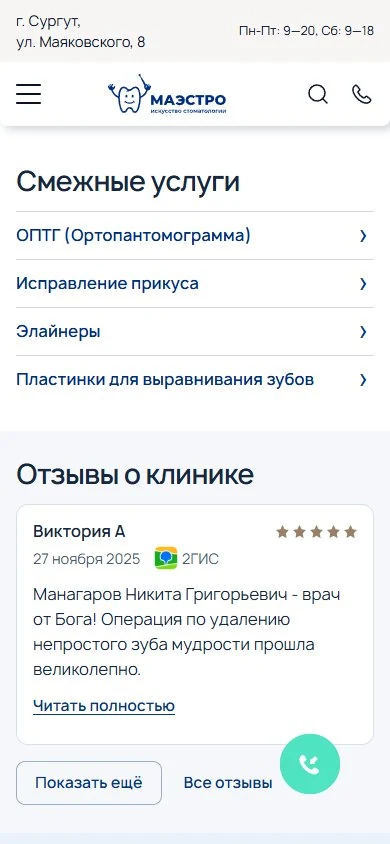 г. Сургут,
ул. Маяковского, 8
Пн-Пт: 9—20, Сб: 9—18
МАЭСТРО
искусство стоматологии
Смежные услуги
ОПТГ (Ортопантомограмма)
Исправление прикуса
Элайнеры
Пластинки для выравнивания зубов
Отзывы о клинике
Виктория А
27 ноября 2025 2ГИС
Манагаров Никита Григорьевич - врач
от Бога! Операция по удалению
непростого зуба мудрости прошла
великолепно.
Читать полностью
Показать ещё
Все отзывы